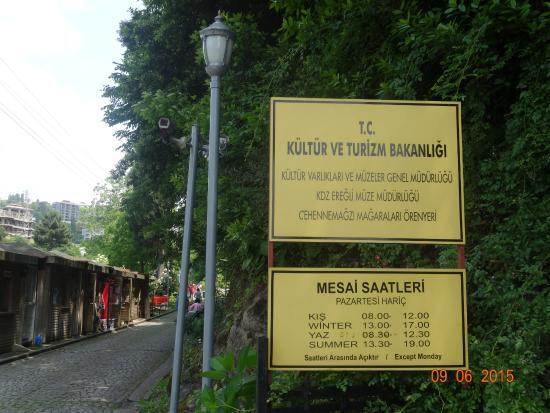 T.C.
KÜLTÜR VE TURİZM BAKANLIĞI
KÜLTÜR VARLIKLARI VE MÜZELER GENEL MÜDÜRLÜĞÜ
KDZ EREĞLİ MÜZE MÜDÜRLÜĞÜ
CEHENNEMAĞZI MAĞARALARI ÖRENYERİ
MESAİ SAATLERİ
PAZARTESİ HARİÇ
KIŞ 08.00 - 12.00
WINTER 13.00 - 17.00
YAZ 08.30 - 12.30
SUMMER 13.30 - 19.00
Saatleri Arasında Açıktır / Except Monday
09 06 2015